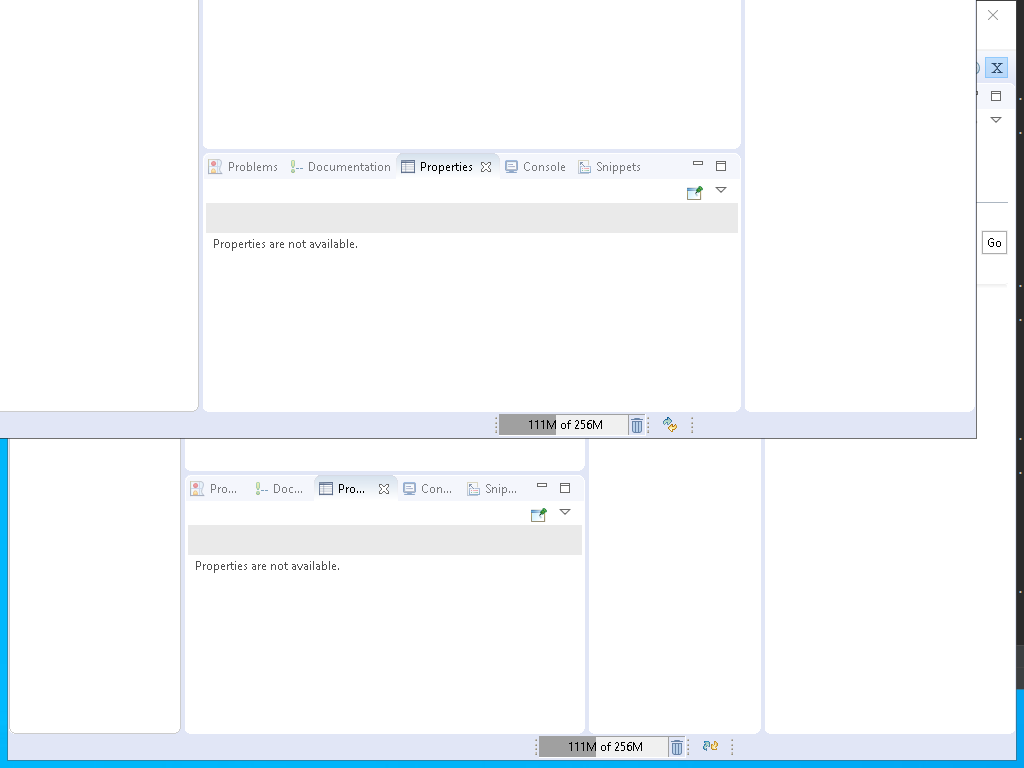 X
Problems Documentation Properties Console Snippets
Go
Properties are not available.
111M of 256M
Pro... Doc... Pro... Con... Snip...
Properties are not available.
111M of 256M